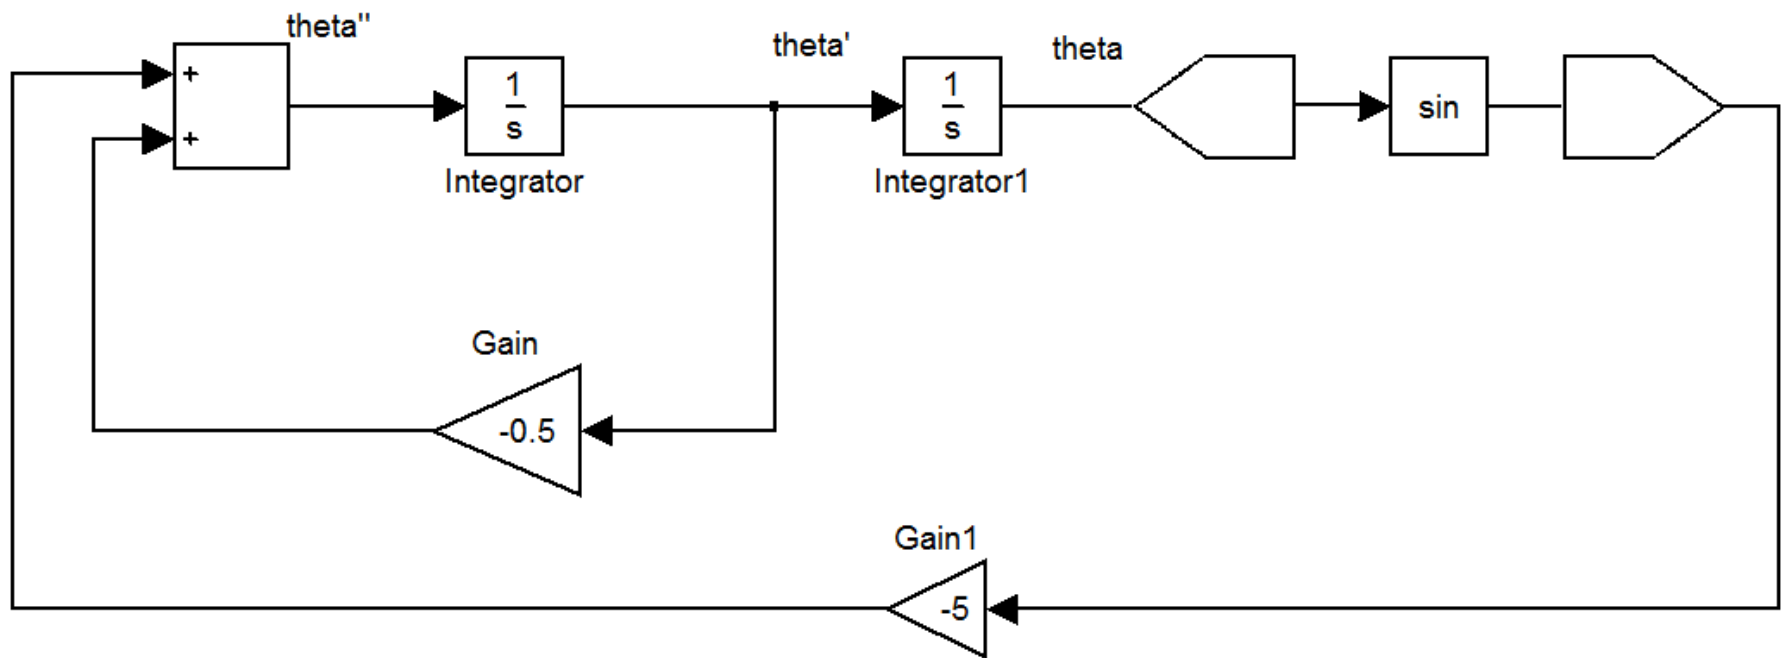 theta''
theta'
theta
+
+
1
s
1
s
sin
Integrator
Integrator1
Gain
-0.5
Gain1
-5